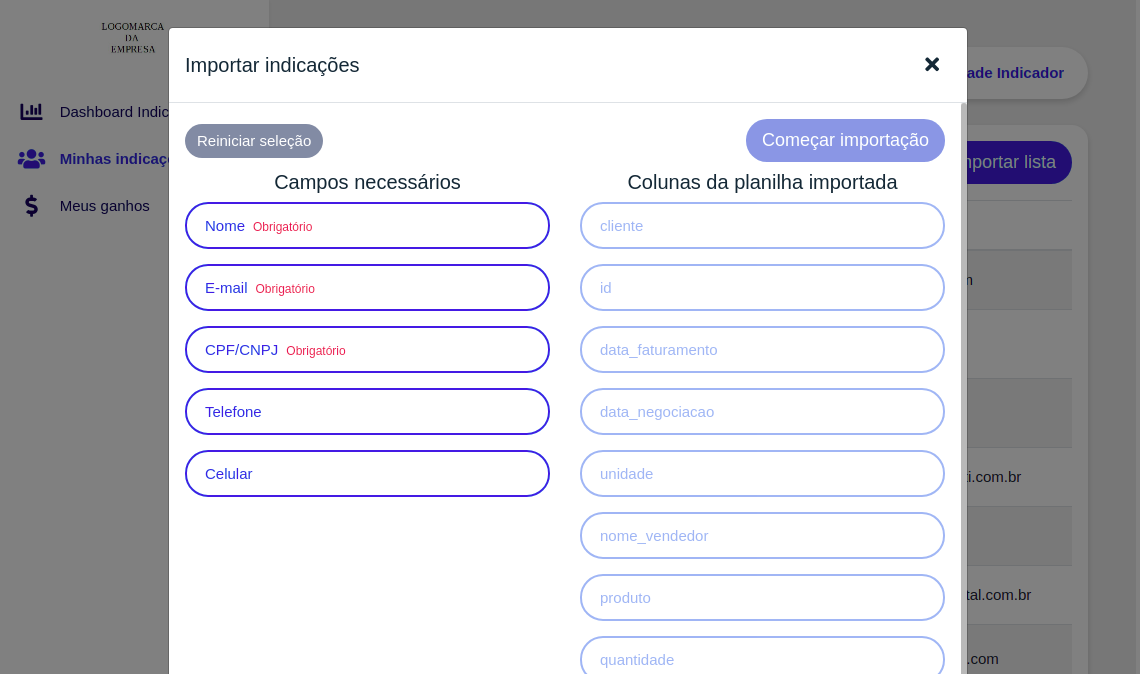 LOGOMARCA
DA
EMPRESA
Dashboard Indic
Minhas indicaç
Meus ganhos
Importar indicações
ade Indicador
Reiniciar seleção
Começar importação
portar lista
Campos necessários
Colunas da planilha importada
Nome Obrigatório
cliente
E-mail Obrigatório
id
CPF/CNPJ Obrigatório
data_faturamento
Telefone
data_negociacao
Celular
unidade
i.com.br
nome_vendedor
produto
tal.com.br
quantidade
.com